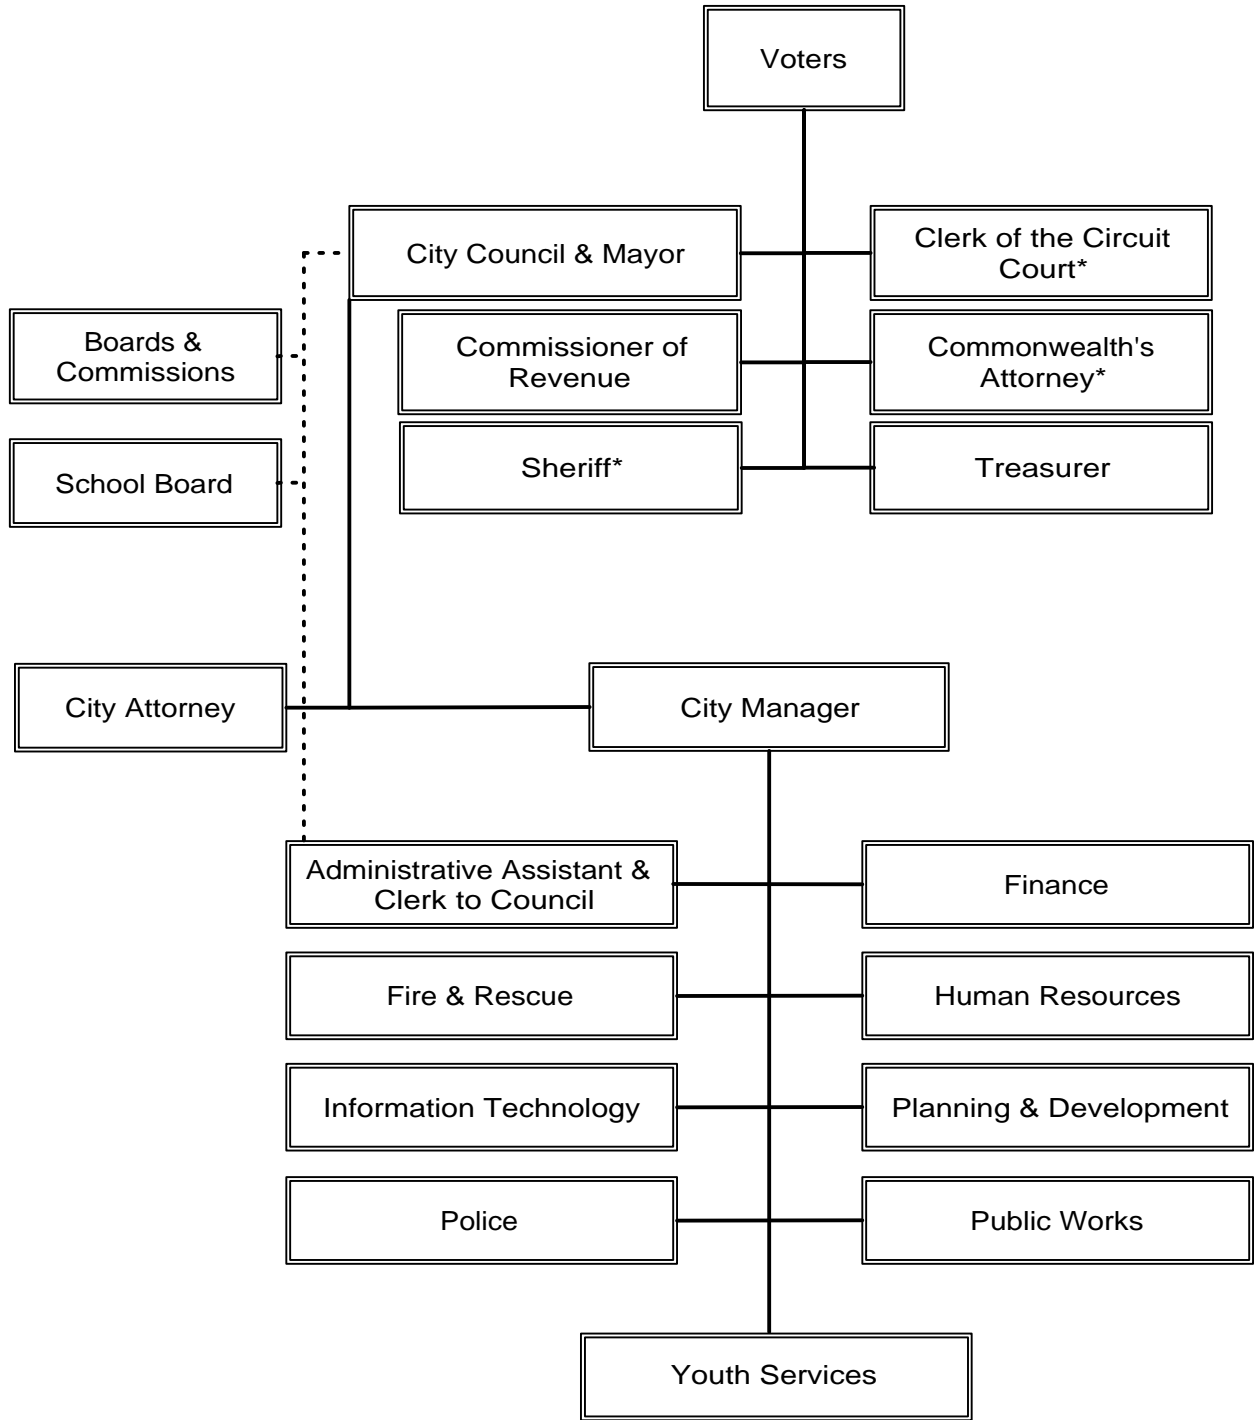 Voters
City Council & Mayor
Clerk of the Circuit
Court*
Boards &
Commissions
Commissioner of
Revenue
Commonwealth's
Attorney*
School Board
Sheriff*
Treasurer
City Attorney
City Manager
Administrative Assistant &
Clerk to Council
Finance
Fire & Rescue
Human Resources
Information Technology
Planning & Development
Police
Public Works
Youth Services